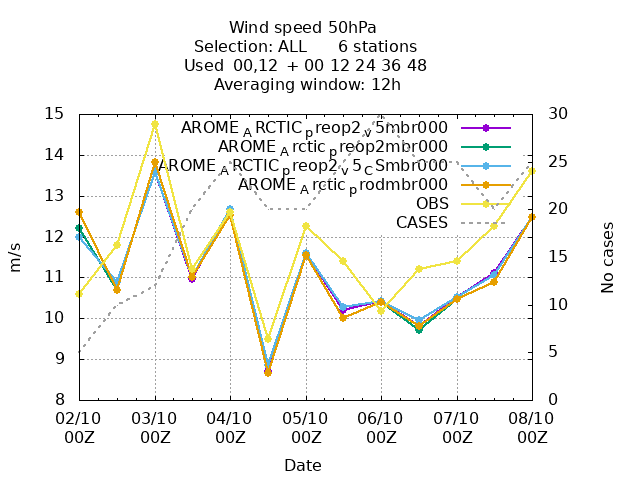 Wind speed 50hPa
Selection: ALL 6 stations
Used 00,12 + 00 12 24 36 48
Averaging window: 12h
15 30
AROME_ARCTIC_preop2_v5mbr000
AROME_Arctic_preop2mbr000
14 25
AROME_ARCTIC_preop2_v5_CSmbr000
AROME_Arctic_prodmbr000
13 20
OBS
CASES
12 15
m/s
No cases
11
10 10
9 5
8 0
02/10 03/10 04/10 05/10 06/10 07/10 08/10
00Z 00Z 00Z 00Z 00Z 00Z 00Z
Date